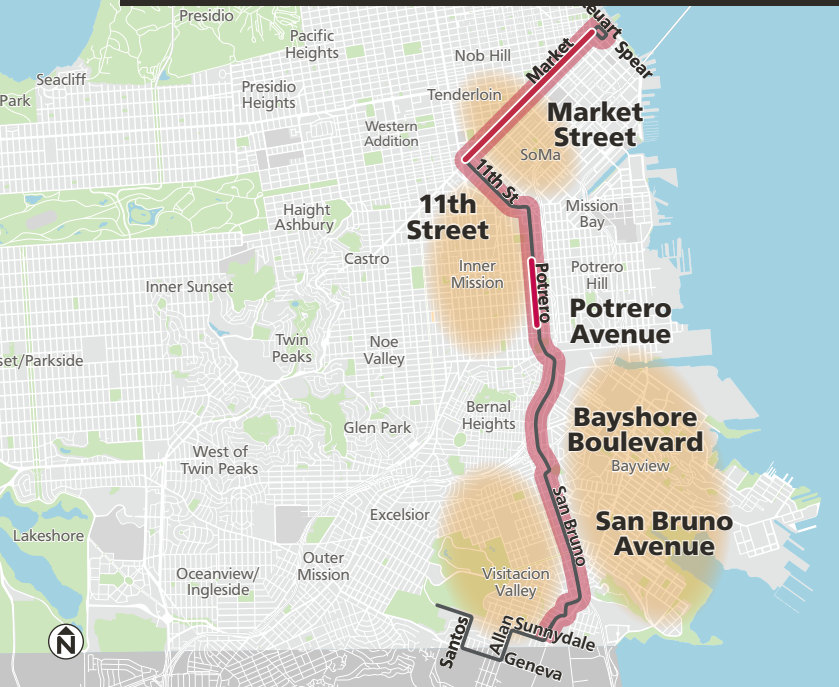 Presidio
Pacific
Heights
Nob Hill
Market
Spear
Seacliff
Park
Presidio
Heights
Tenderloin
Market
Street
Western
Addition
SoMa
11th St
11th
Street
Haight
Ashbury
Mission
Bay
Castro
Inner
Mission
Potrero
Potrero
Hill
Inner Sunset
Potrero
Avenue
Twin
Peaks
Noe
Valley
set/Parkside
Bernal
Heights
Bayshore
Boulevard
Bayview
Glen Park
West of
Twin Peaks
San Bruno
San Bruno
Avenue
Excelsior
Lakeshore
Outer
Mission
Oceanview/
Ingleside
Visitacion
Valley
Santos
Allan
Sunnydale
Geneva
N